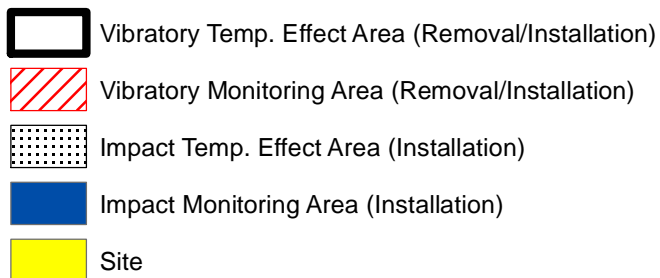 Vibratory Temp. Effect Area (Removal/Installation)
Vibratory Monitoring Area (Removal/Installation)
Impact Temp. Effect Area (Installation)
Impact Monitoring Area (Installation)
Site